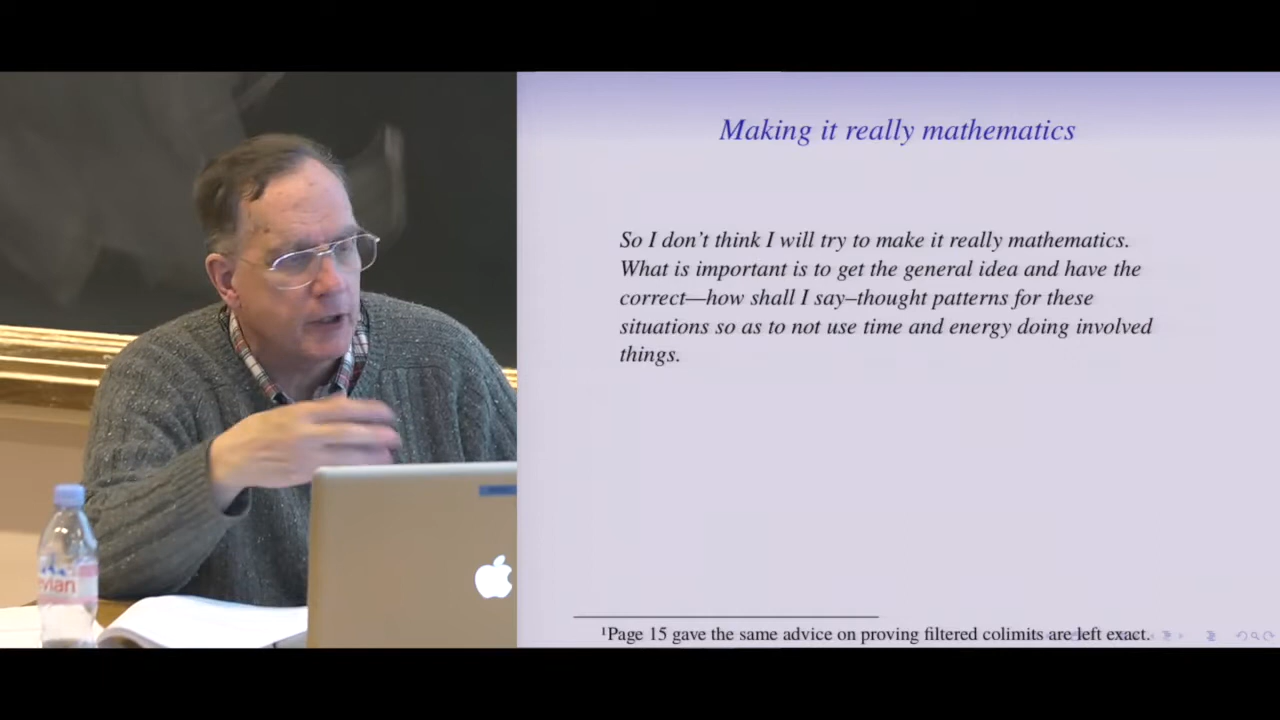 Making it really mathematics
So I don't think I will try to make it really mathematics.
What is important is to get the general idea and have the
correct—how shall I say–thought patterns for these
situations so as to not use time and energy doing involved
things.
¹Page 15 gave the same advice on proving filtered colimits are left exact.
evian